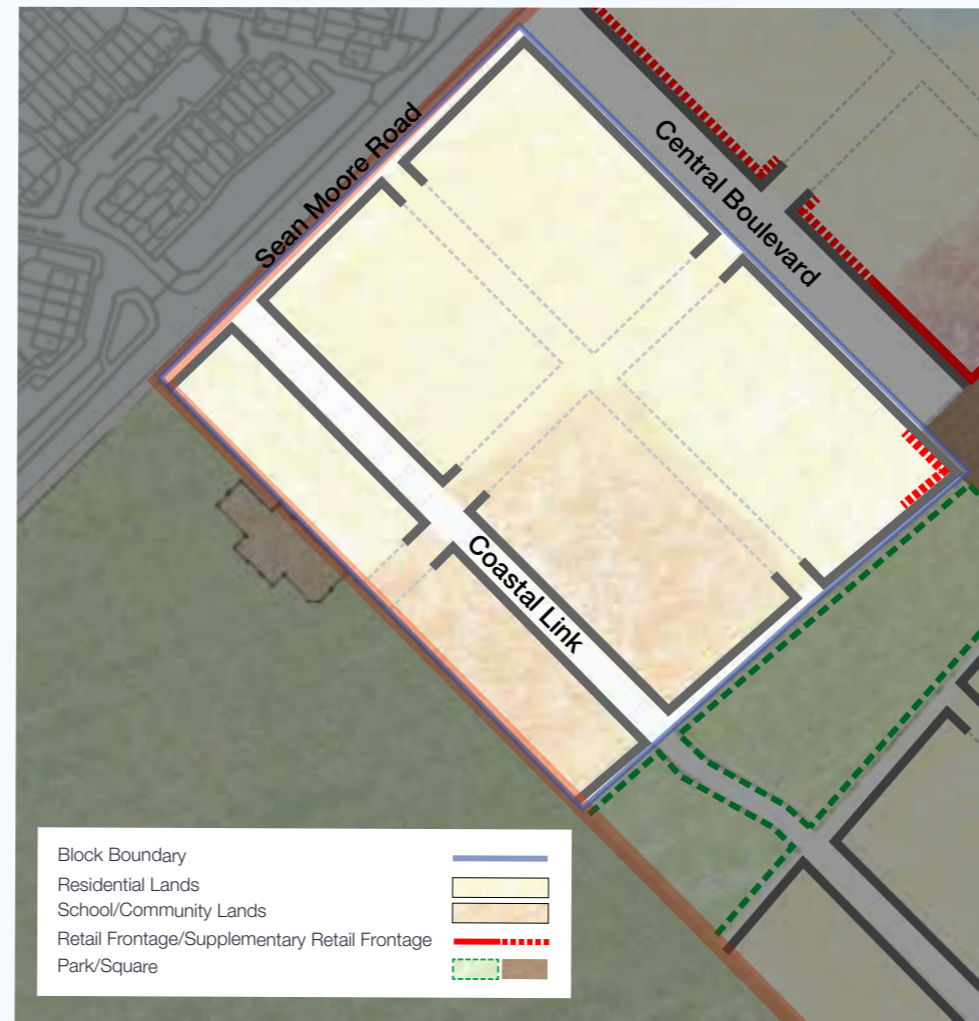 Sean Moore Road
Central Boulevard
Coastal Link
Block Boundary
Residential Lands
School/Community Lands
Retail Frontage/Supplementary Retail Frontage
Park/Square